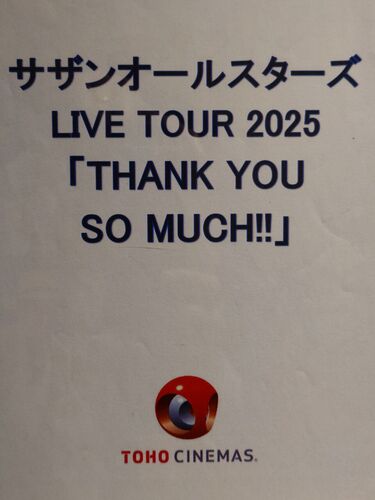 サザンオールスターズ
LIVE TOUR 2025
「THANK YOU
SO MUCH!!」
TOHO CINEMAS.